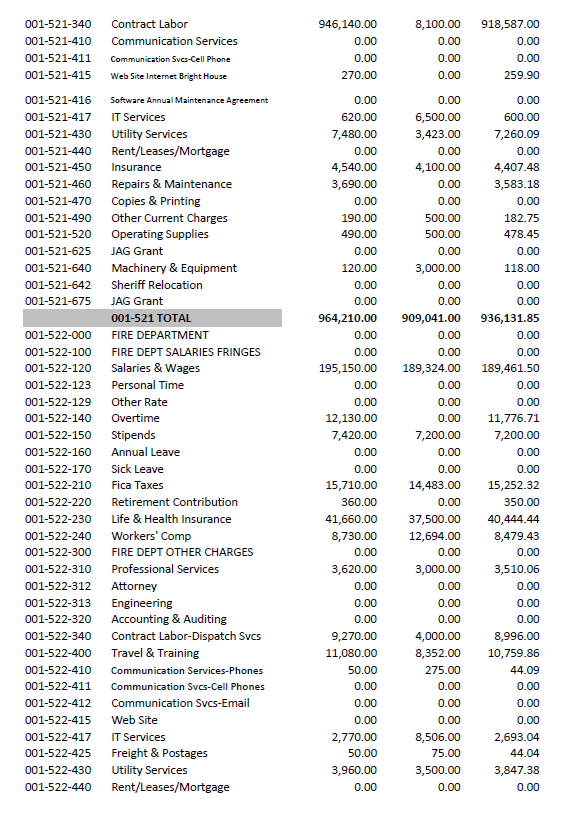 001-521-340 Contract Labor 946,140.00 8,100.00 918,587.00
001-521-410 Communication Services 0.00 0.00 0.00
001-521-411 Communication Svcs-Cell Phone 0.00 0.00 0.00
001-521-415 Web Site Internet Bright House 270.00 0.00 259.90
001-521-416 Software Annual Maintenance Agreement 0.00 0.00 0.00
001-521-417 IT Services 620.00 6,500.00 600.00
001-521-430 Utility Services 7,480.00 3,423.00 7,260.09
001-521-440 Rent/Leases/Mortgage 0.00 0.00 0.00
001-521-450 Insurance 4,540.00 4,100.00 4,407.48
001-521-460 Repairs & Maintenance 3,690.00 0.00 3,583.18
001-521-470 Copies & Printing 0.00 0.00 0.00
001-521-490 Other Current Charges 190.00 500.00 182.75
001-521-520 Operating Supplies 490.00 500.00 478.45
001-521-625 JAG Grant 0.00 0.00 0.00
001-521-640 Machinery & Equipment 120.00 3,000.00 118.00
001-521-642 Sheriff Relocation 0.00 0.00 0.00
001-521-675 JAG Grant 0.00 0.00 0.00
001-521 TOTAL 964,210.00 909,041.00 936,131.85
001-522-000 FIRE DEPARTMENT 0.00 0.00 0.00
001-522-100 FIRE DEPT SALARIES FRINGES 0.00 0.00 0.00
001-522-120 Salaries & Wages 195,150.00 189,324.00 189,461.50
001-522-123 Personal Time 0.00 0.00 0.00
001-522-129 Other Rate 0.00 0.00 0.00
001-522-140 Overtime 12,130.00 0.00 11,776.71
001-522-150 Stipends 7,420.00 7,200.00 7,200.00
001-522-160 Annual Leave 0.00 0.00 0.00
001-522-170 Sick Leave 0.00 0.00 0.00
001-522-210 Fica Taxes 15,710.00 14,483.00 15,252.32
001-522-220 Retirement Contribution 360.00 0.00 350.00
001-522-230 Life & Health Insurance 41,660.00 37,500.00 40,444.44
001-522-240 Workers' Comp 8,730.00 12,694.00 8,479.43
001-522-300 FIRE DEPT OTHER CHARGES 0.00 0.00 0.00
001-522-310 Professional Services 3,620.00 3,000.00 3,510.06
001-522-312 Attorney 0.00 0.00 0.00
001-522-313 Engineering 0.00 0.00 0.00
001-522-320 Accounting & Auditing 0.00 0.00 0.00
001-522-340 Contract Labor-Dispatch Svcs 9,270.00 4,000.00 8,996.00
001-522-400 Travel & Training 11,080.00 8,352.00 10,759.86
001-522-410 Communication Services-Phones 50.00 275.00 44.09
001-522-411 Communication Svcs-Cell Phones 0.00 0.00 0.00
001-522-412 Communication Svcs-Email 0.00 0.00 0.00
001-522-415 Web Site 0.00 0.00 0.00
001-522-417 IT Services 2,770.00 8,506.00 2,693.04
001-522-425 Freight & Postages 50.00 75.00 44.04
001-522-430 Utility Services 3,960.00 3,500.00 3,847.38
001-522-440 Rent/Leases/Mortgage 0.00 0.00 0.00